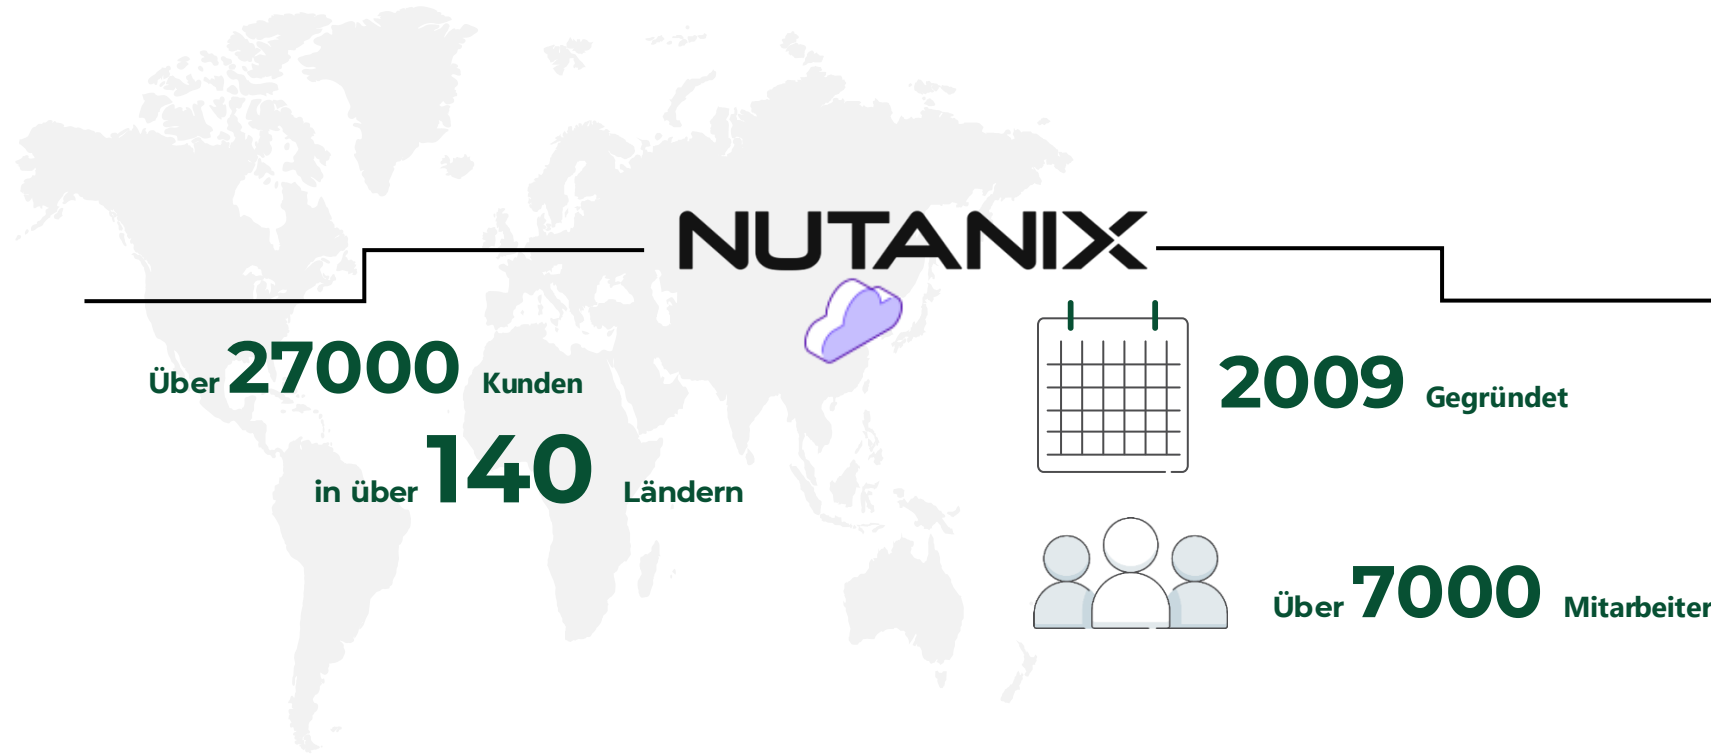 NUTANIX
Über 27000 Kunden
in über 140 Ländern
2009 Gegründet
Über 7000 Mitarbeiter